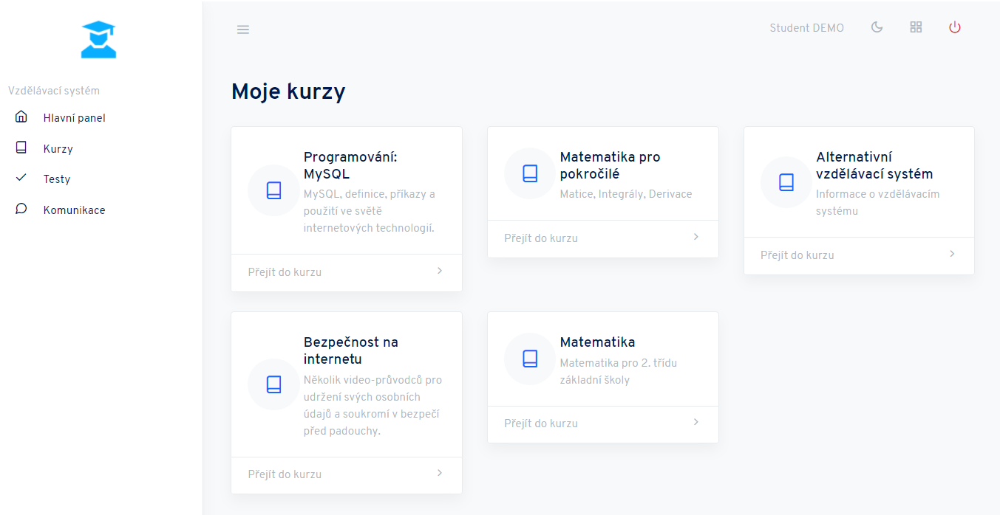 Vzdělávací systém
Hlavní panel
Kurzy
Testy
Komunikace
Student DEMO
Moje kurzy
Programování:
MySQL
MySQL, definice, příkazy a
použití ve světě
internetových technologií.
Přejít do kurzu
Matematika pro
pokročilé
Matice, Integrály, Derivace
Přejít do kurzu
Alternativní
vzdělávací systém
Informace o vzdělávacím
systému
Přejít do kurzu
Bezpečnost na
internetu
Několik video-průvodců pro
udržení svých osobních
údajů a soukromí v bezpečí
před padouchy.
Přejít do kurzu
Matematika
Matematika pro 2. třídu
základní školy
Přejít do kurzu